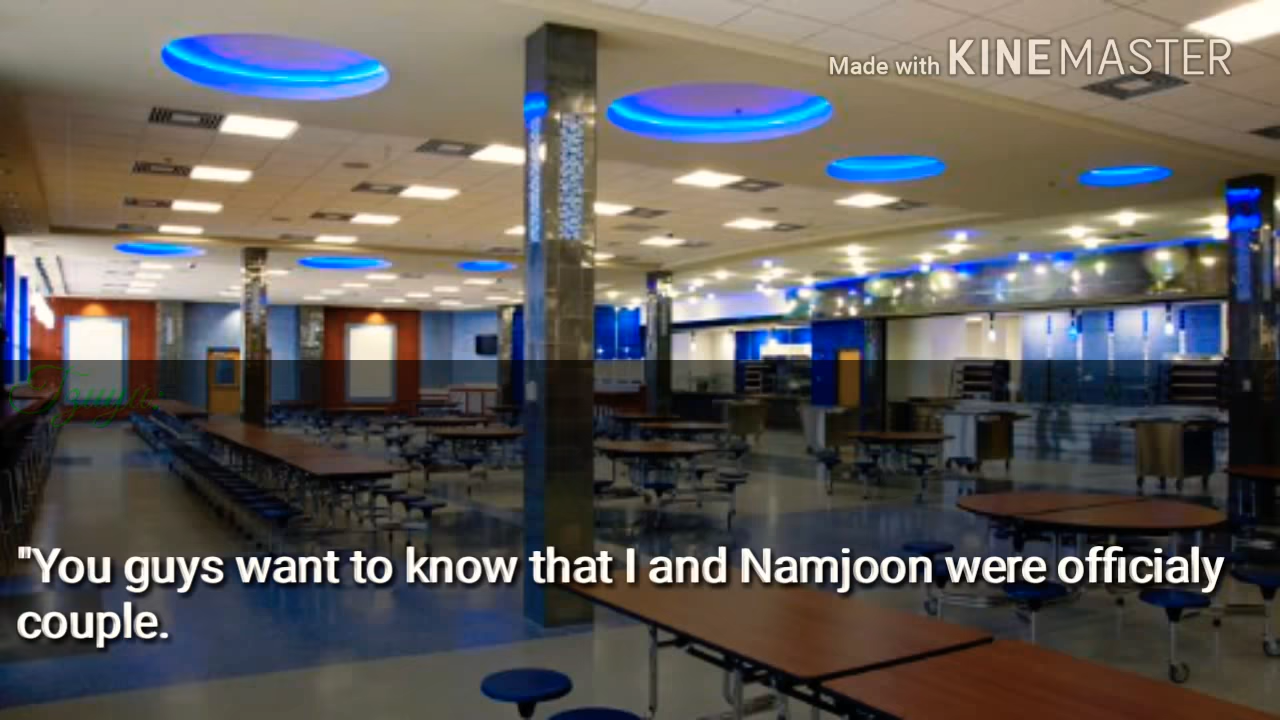 Made with KINEMASTER
"You guys want to know that I and Namjoon were officialy
couple.